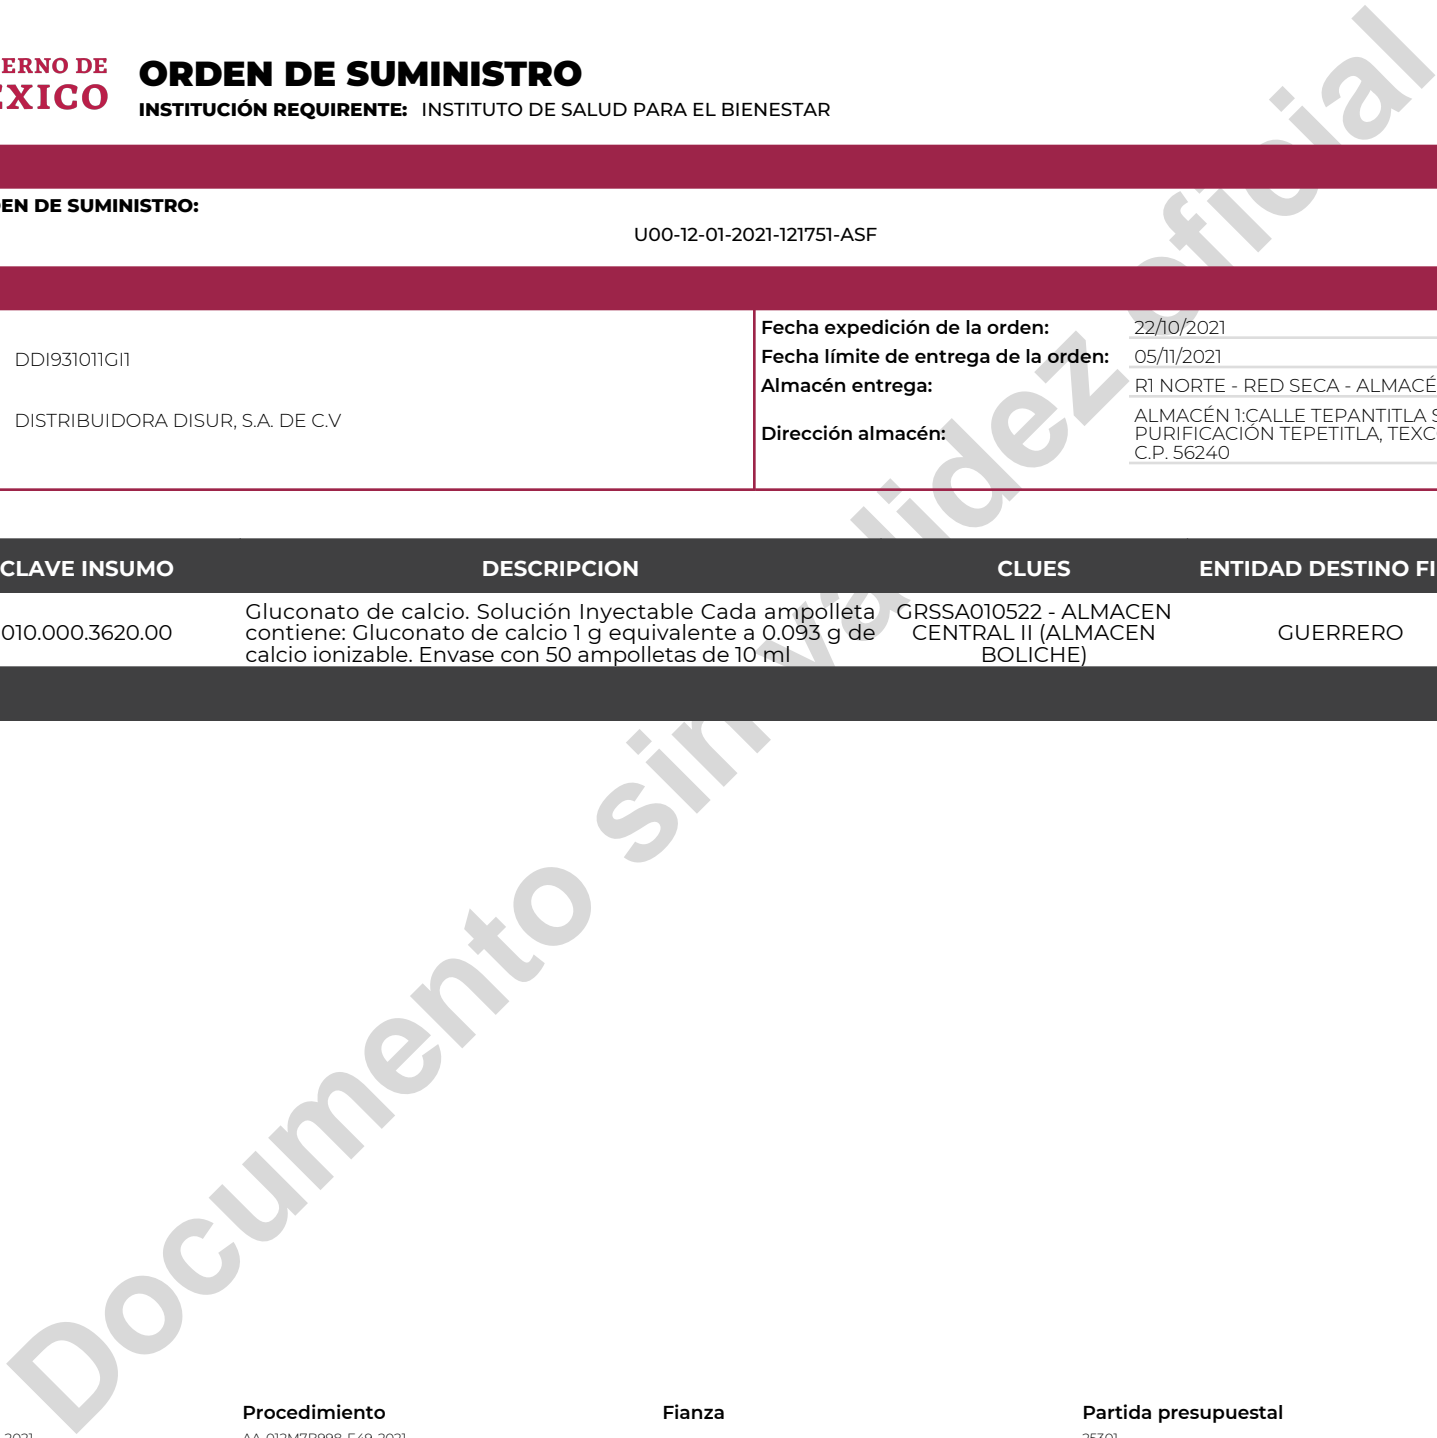 ERNO DE
EXICO
ORDEN DE SUMINISTRO
INSTITUCIÓN REQUIRENTE: INSTITUTO DE SALUD PARA EL BIENESTAR
EN DE SUMINISTRO:
U00-12-01-2021-121751-ASF
DDI931011GI1
DISTRIBUIDORA DISUR, S.A. DE C.V
Fecha expedición de la orden: 22/10/2021
Fecha límite de entrega de la orden: 05/11/2021
Almacén entrega: R1 NORTE - RED SECA - ALMACÉ
Dirección almacén:
ALMACÉN 1:CALLE TEPANTITLA S
PURIFICACIÓN TEPETITLA, TEXC
C.P. 56240
CLAVE INSUMO DESCRIPCION CLUES ENTIDAD DESTINO FI
010.000.3620.00
Gluconato de calcio. Solución Inyectable Cada ampolleta
contiene: Gluconato de calcio 1 g equivalente a 0.093 g de
calcio ionizable. Envase con 50 ampolletas de 10 ml
GRSSA010522 - ALMACEN
CENTRAL II (ALMACEN
BOLICHE)
GUERRERO
Documento sin validez oficial
Procedimiento Fianza Partida presupuestal